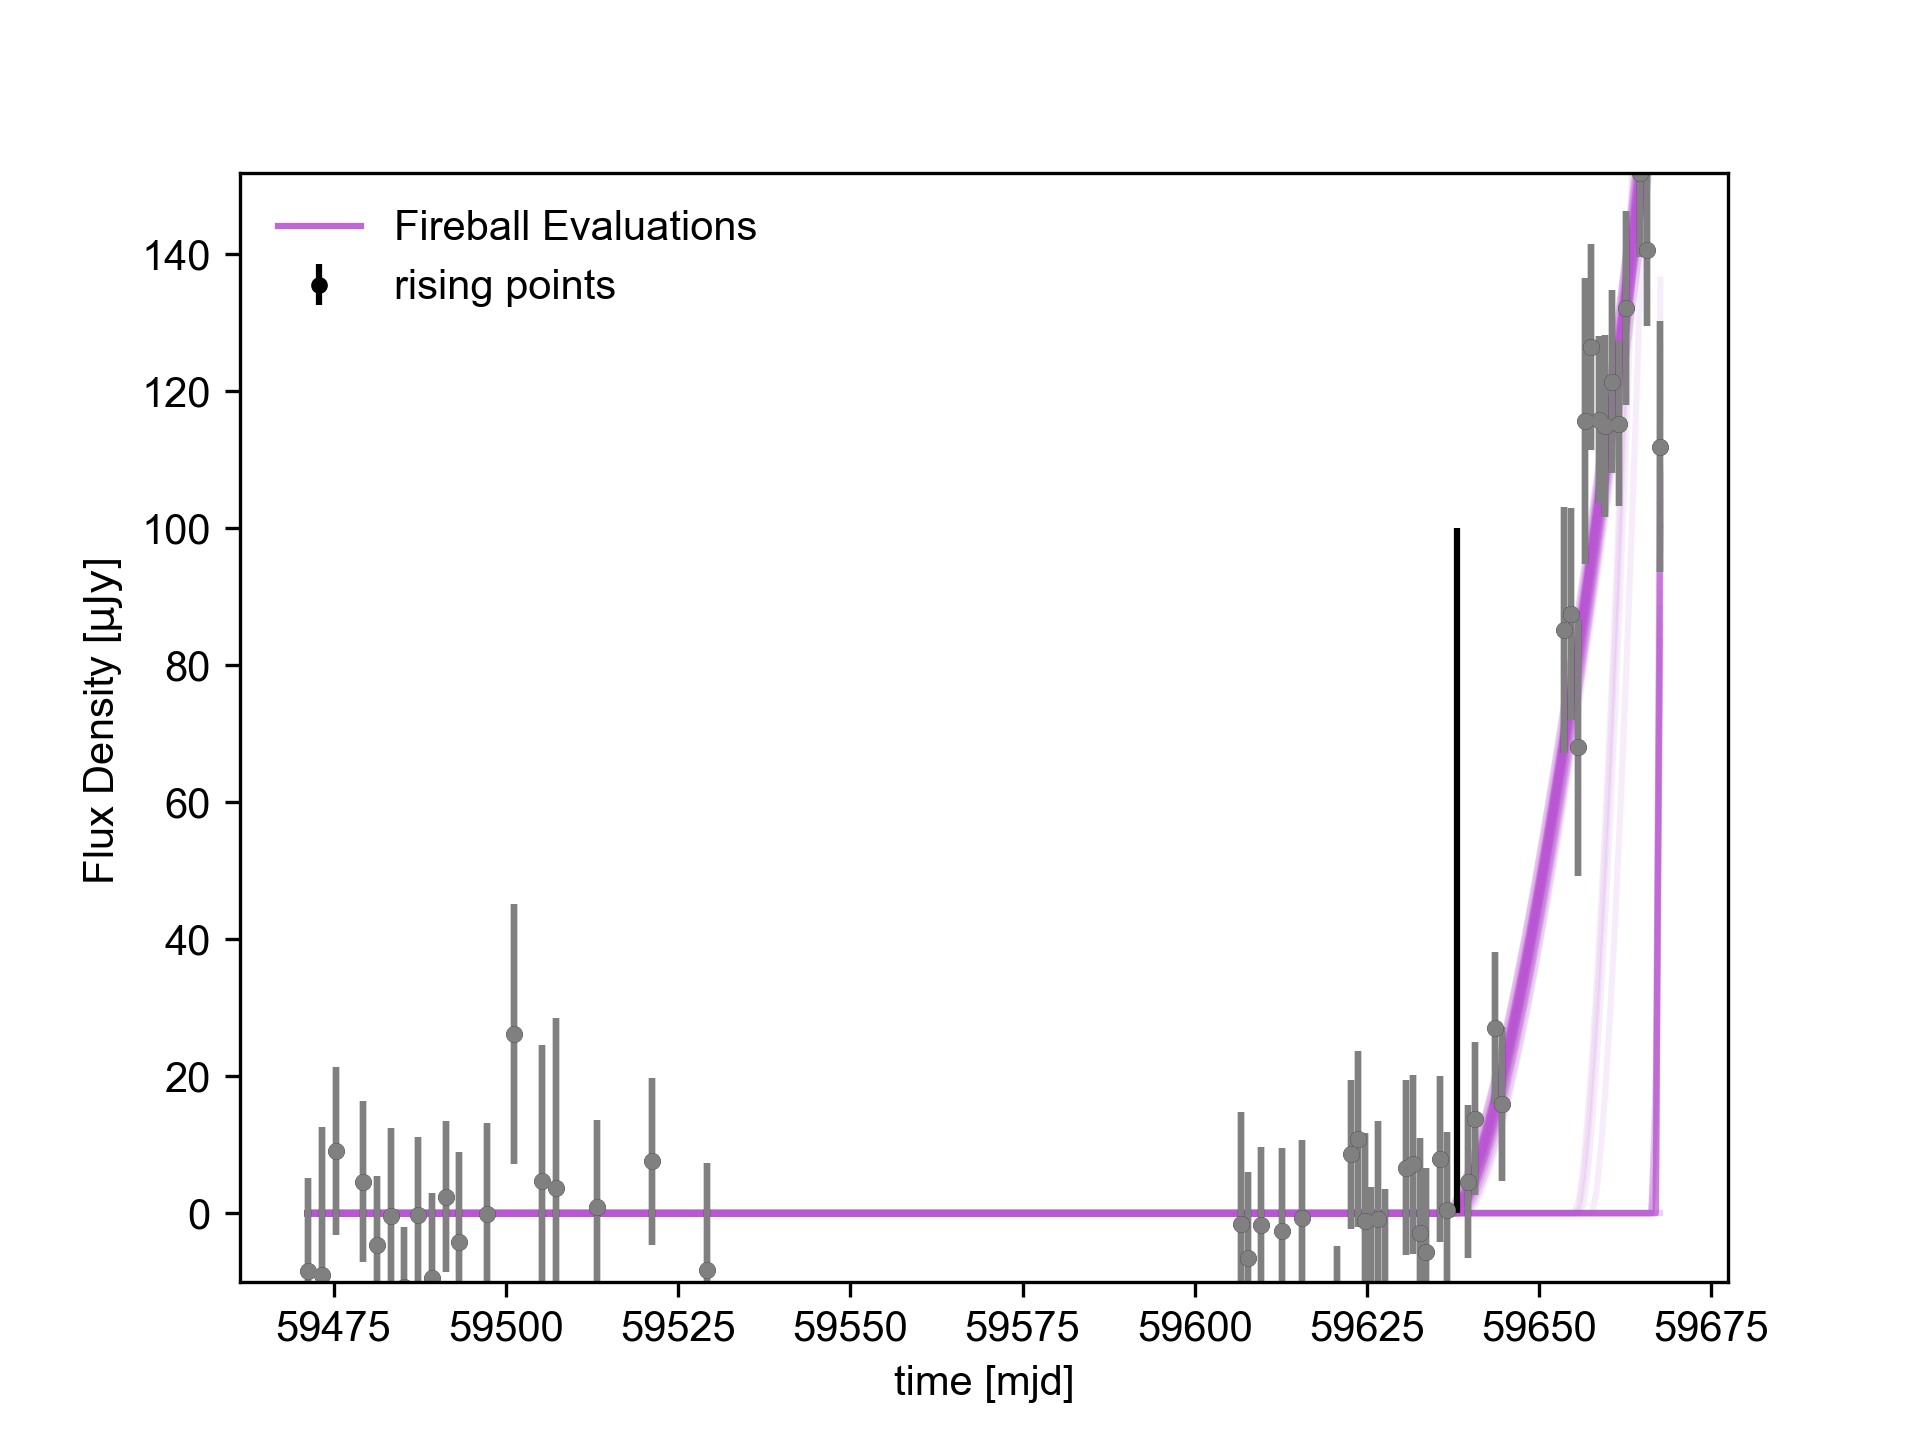 Fireball Evaluations
rising points
140
120
100
80
60
40
20
0
Flux Density [µJy]
59475 59500 59525 59550 59575 59600 59625 59650 59675
time [mjd]